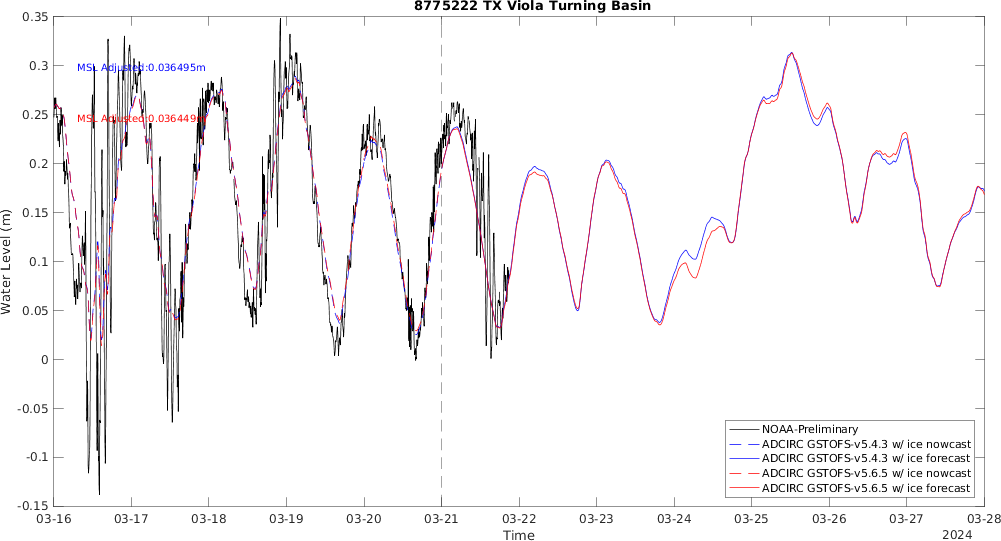 8775222 TX Viola Turning Basin
0.35
0.3
0.25
0.2
0.15
0.1
0.05
0
-0.05
-0.1
-0.15
Water Level (m)
MSL Adjusted:0.036495m
MSL Adjusted:0.036449m
NOAA-Preliminary
ADCIRC GSTOFS-v5.4.3 w/ ice nowcast
ADCIRC GSTOFS-v5.4.3 w/ ice forecast
ADCIRC GSTOFS-v5.6.5 w/ ice nowcast
ADCIRC GSTOFS-v5.6.5 w/ ice forecast
03-16 03-17 03-18 03-19 03-20 03-21 03-22 03-23 03-24 03-25 03-26 03-27 03-28
Time
2024